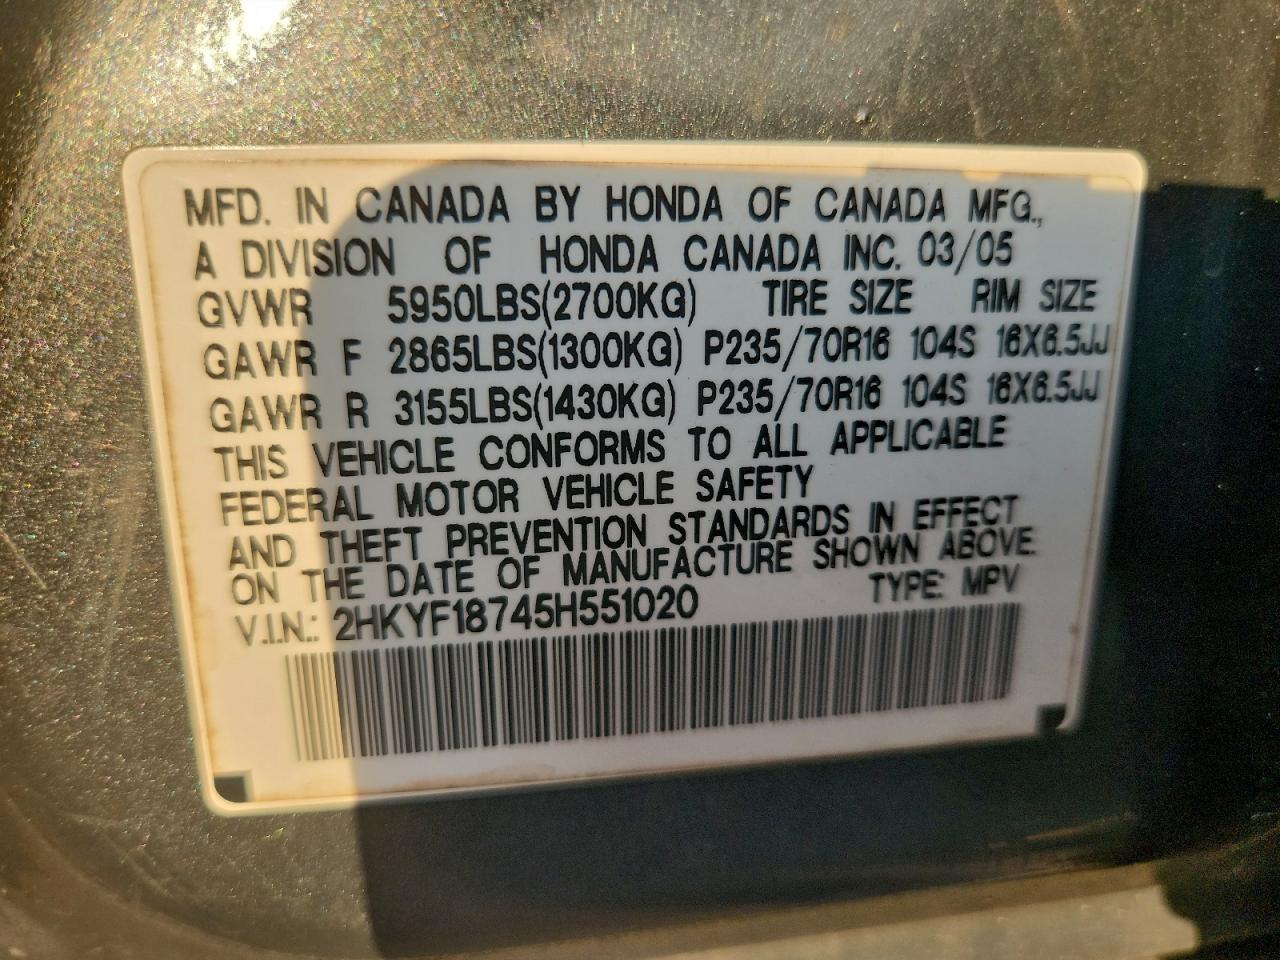 MFD. IN CANADA BY HONDA OF CANADA MFG.,
A DIVISION OF HONDA CANADA INC. 03/05
GVWR 5950LBS(2700KG) TIRE SIZE RIM SIZE
GAWR F 2865LBS(1300KG) P235/70R16 104S 16X6.5JJ
GAWR R 3155LBS(1430KG) P235/70R16 104S 16X6.5JJ
THIS VEHICLE CONFORMS TO ALL APPLICABLE
FEDERAL MOTOR VEHICLE SAFETY
AND THEFT PREVENTION STANDARDS IN EFFECT
ON THE DATE OF MANUFACTURE SHOWN ABOVE.
V.I.N.: 2HKYF18745H551020 TYPE: MPV